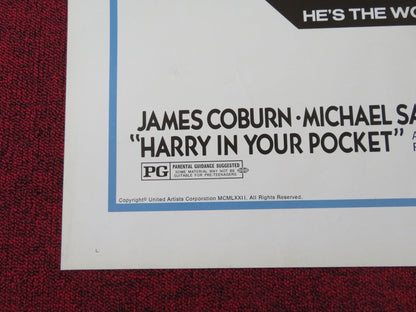 HE'S THE WO
JAMES COBURN · MICHAEL SA
"HARRY IN YOUR POCKET"
PG PARENTAL GUIDANCE SUGGESTED
SOME MATERIAL MAY NOT BE
SUITABLE FOR PRE-TEENAGERS
Copyright© United Artists Corporation MCMLXXII. All Rights Reserved.